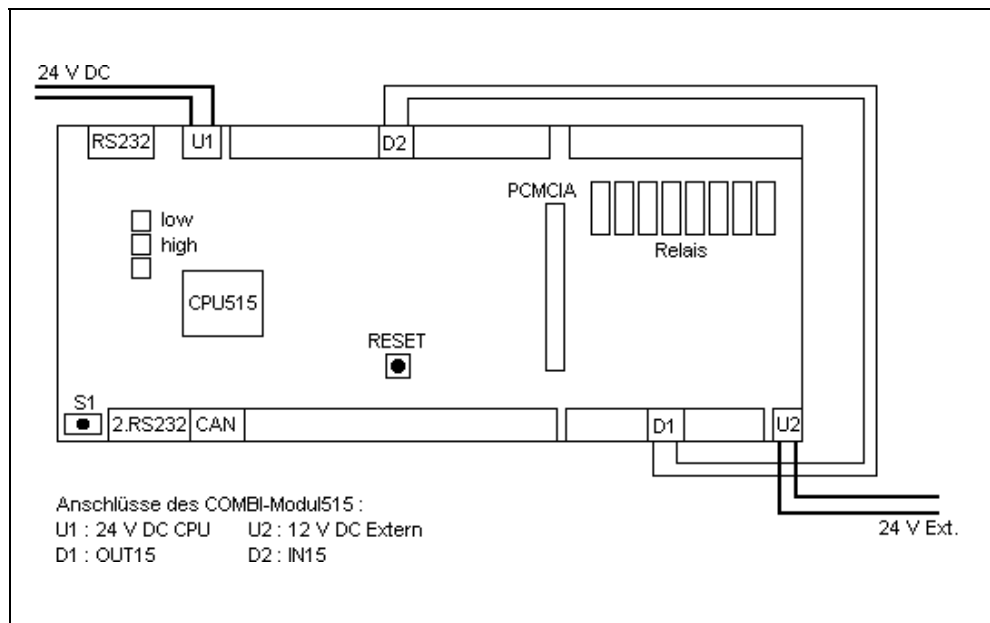 24 V DC
RS232
U1
D2
PCMCIA
low
high
Relais
CPU515
RESET
S1
2.RS232
CAN
D1
U2
24 V Ext.
Anschlüsse des COMBI-Modul515 :
U1 : 24 V DC CPU U2 : 12 V DC Extern
D1 : OUT15 D2 : IN15